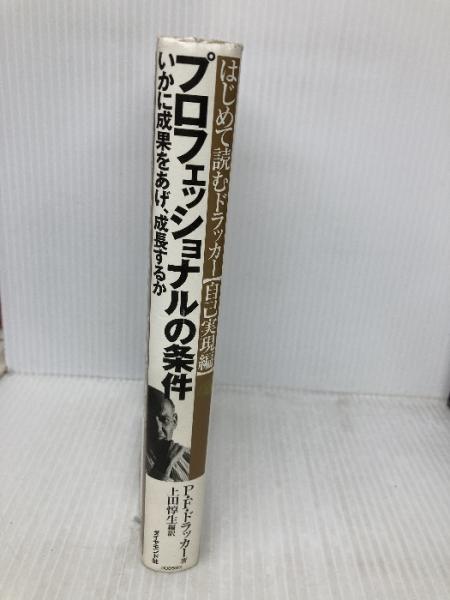 はじめて読むドラッカー【自己実現編】
プロフェッショナルの条件
いかに成果をあげ、成長するか
P・F・ドラッカー 著
上田惇生 編訳
ダイヤモンド社